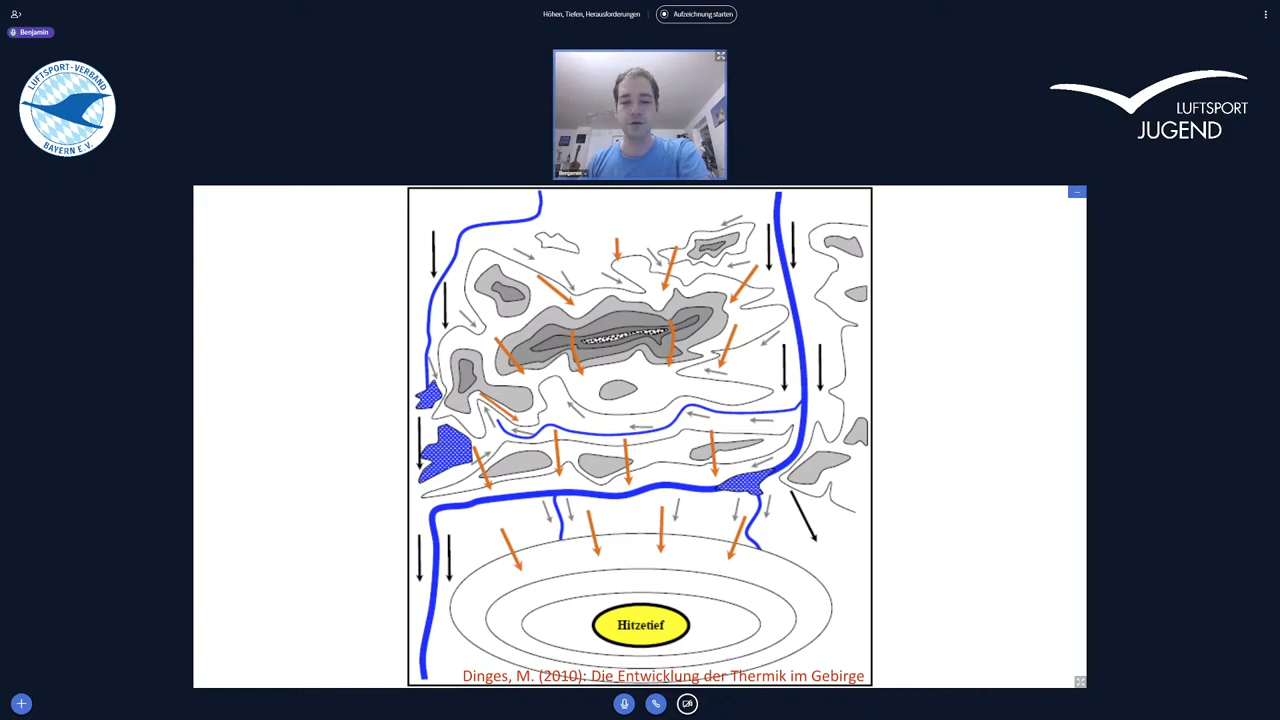 Höhen, Tiefen, Herausforderungen
Aufzeichnung starten
Benjamin
LUFTSPORT-VERBAND
BAYERN E.V.
LUFTSPORT
JUGEND
Benjamin
Hitzetief
Dinges, M. (2010): Die Entwicklung der Thermik im Gebirge